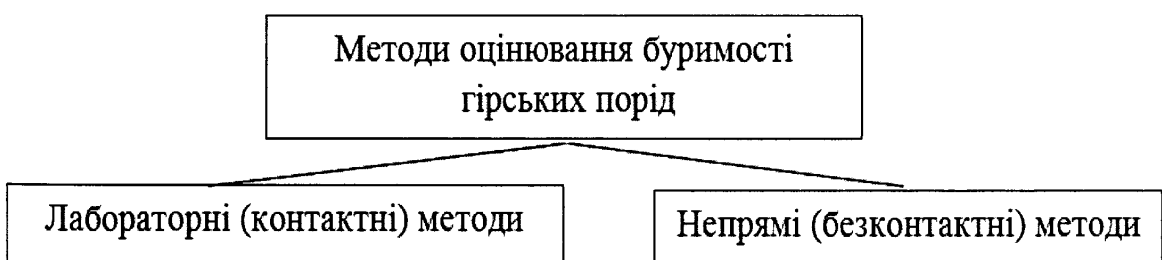 Методи оцінювання буримості
гірських порід
Лабораторні (контактні) методи
Непрямі (безконтактні) методи